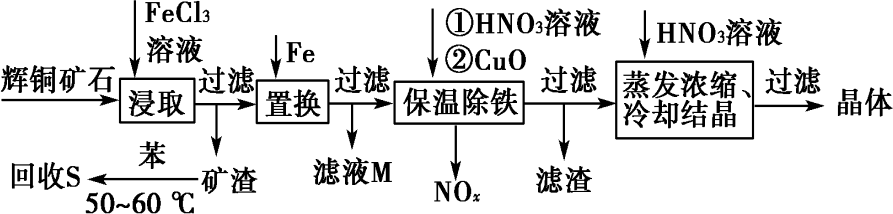 FeCl₃
溶液
Fe
①HNO₃溶液
②CuO
HNO₃溶液
辉铜矿石
浸取
过滤
置换
过滤
保温除铁
过滤
蒸发浓缩、
冷却结晶
过滤
晶体
回收S
苯
50~60 ℃
矿渣
滤液M
NOₓ
滤渣